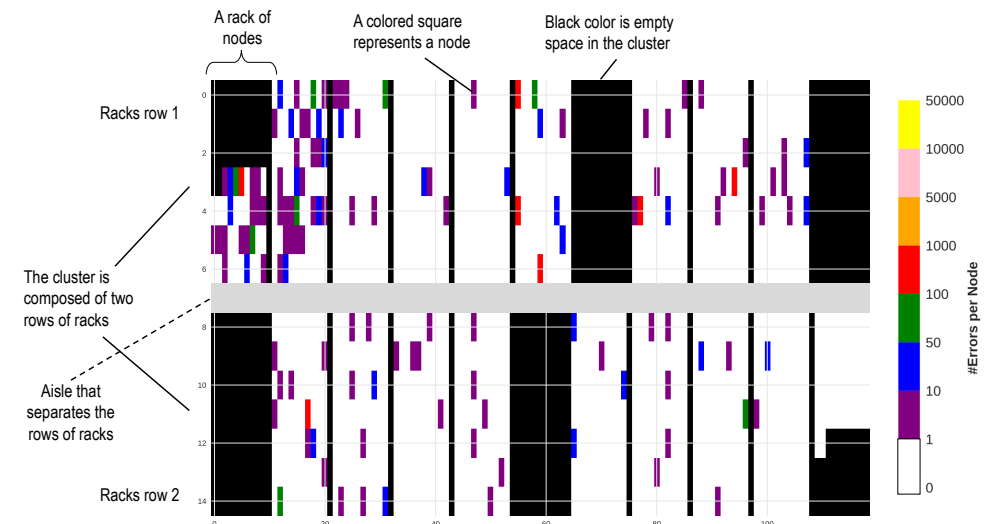 A rack of
nodes
A colored square
represents a node
Black color is empty
space in the cluster
Racks row 1
The cluster is
composed of two
rows of racks
Aisle that
separates the
rows of racks
Racks row 2
0
2
4
6
8
10
12
14
0
20
40
60
80
100
50000
10000
5000
1000
100
50
10
1
0
#Errors per Node